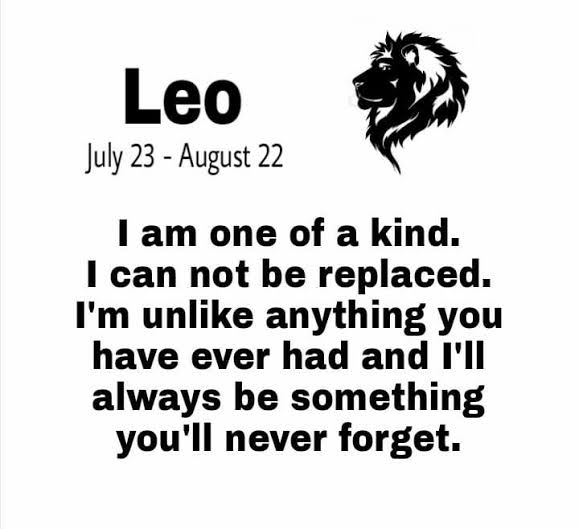 Leo
July 23 - August 22
I am one of a kind.
I can not be replaced.
I'm unlike anything you
have ever had and I'll
always be something
you'll never forget.